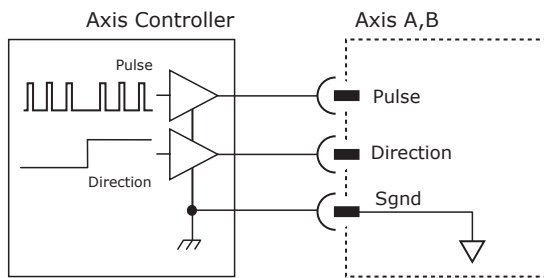 Axis Controller
Axis A,B
Pulse
Pulse
Direction
Direction
Sgnd